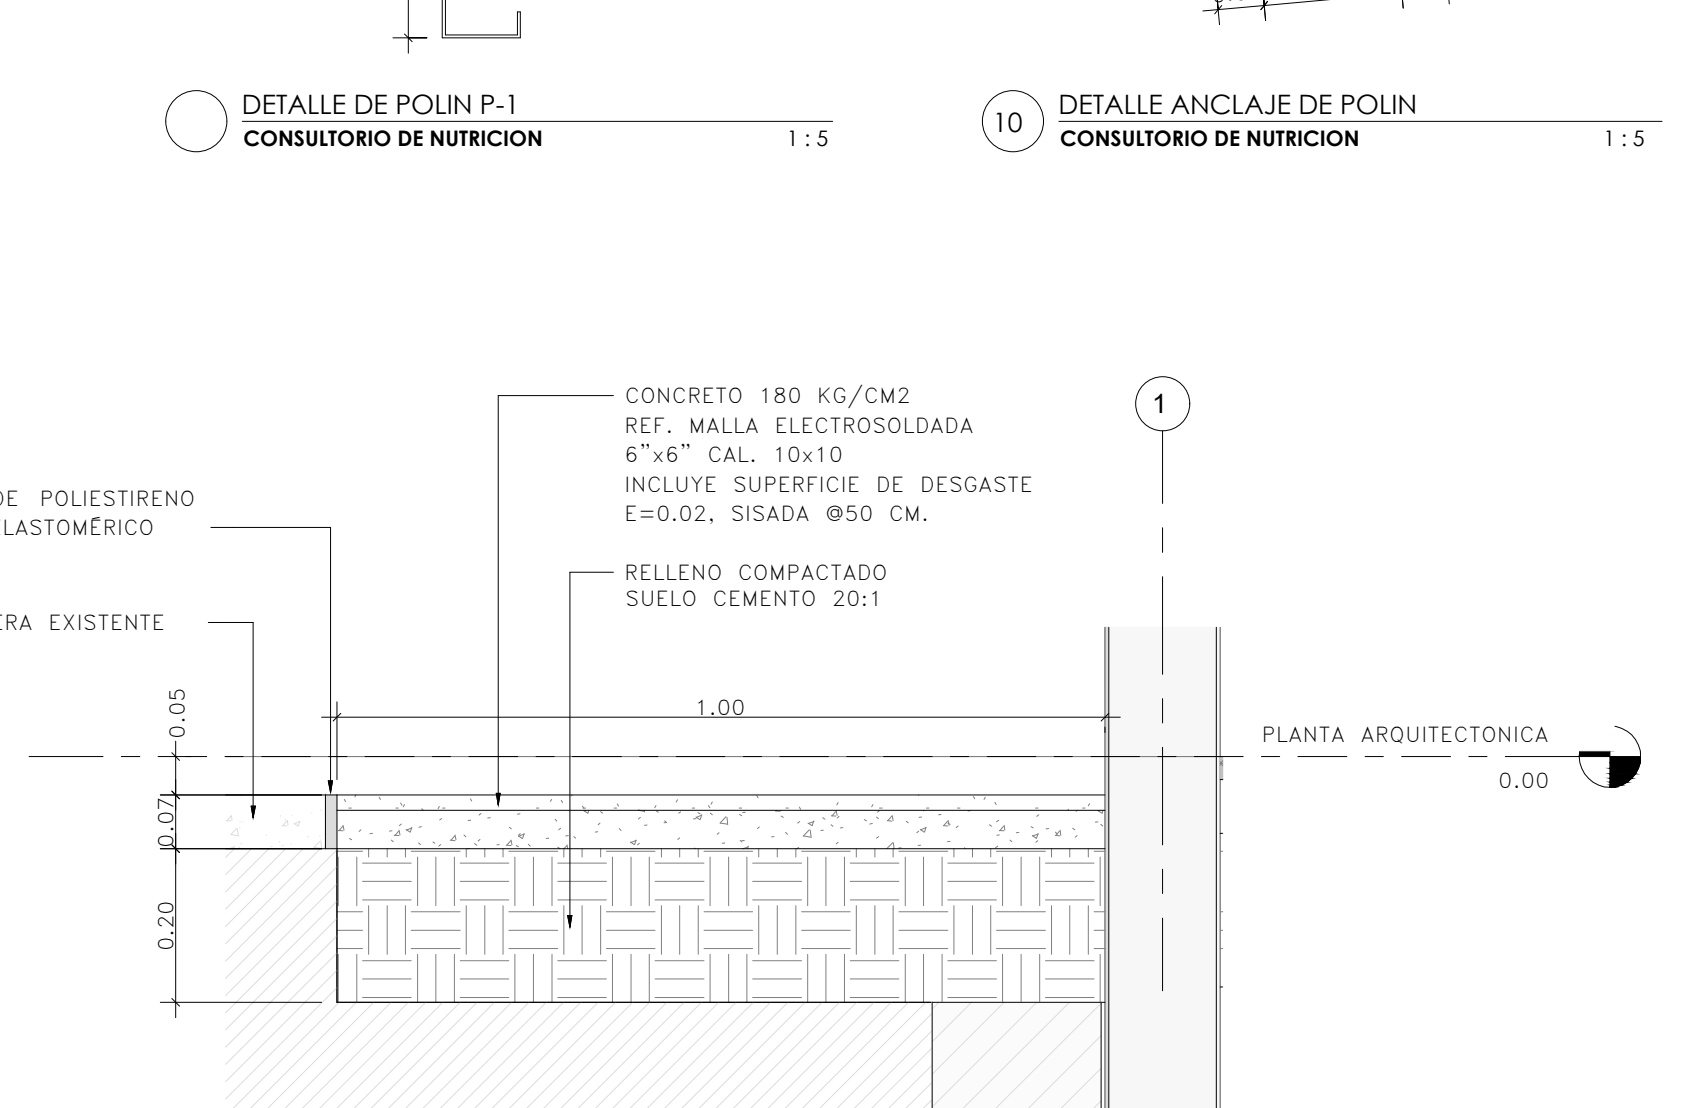 DETALLE DE POLIN P-1
CONSULTORIO DE NUTRICION 1 : 5
10
DETALLE ANCLAJE DE POLIN
CONSULTORIO DE NUTRICION 1 : 5
CONCRETO 180 KG/CM2
REF. MALLA ELECTROSOLDADA
6”x6” CAL. 10x10
INCLUYE SUPERFICIE DE DESGASTE
E=0.02, SISADA @50 CM.
1
DE POLIESTIRENO
ELASTOMÉRICO
RELLENO COMPACTADO
SUELO CEMENTO 20:1
ERA EXISTENTE
0.05
1.00
PLANTA ARQUITECTONICA
0.00
0.07
0.20